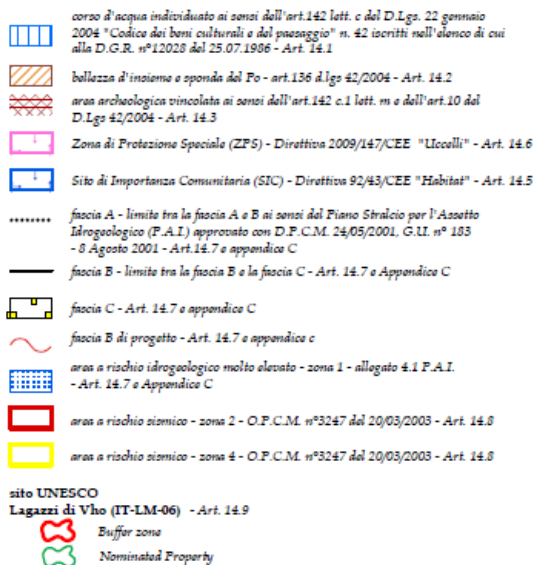 corso d'acqua individuato ai sensi dell'art.142 lett. c del D.Lgs. 22 gennaio
2004 "Codice dei beni culturali e del paesaggio" n. 42 iscritti nell'elenco di cui
alla D.G.R. n°12028 del 25.07.1986 - Art. 14.1
bellezza d'insieme e sponda del Po - art.136 d.lgs 42/2004 - Art. 14.2
area archeologica vincolata ai sensi dell'art.142 c.1 lett. m e dell'art.10 del
D.Lgs 42/2004 - Art. 14.3
Zona di Protezione Speciale (ZPS) - Direttiva 2009/147/CEE "Uccelli" - Art. 14.6
Sito di Importanza Comunitaria (SIC) - Direttiva 92/43/CEE "Habitat" - Art. 14.5
fascia A - limite tra la fascia A e B ai sensi del Piano Stralcio per l'Assetto
Idrogeologico (P.A.I.) approvato con D.P.C.M. 24/05/2001, G.U. n° 183
- 8 Agosto 2001 - Art.14.7 e appendice C
fascia B - limite tra la fascia B e la fascia C - Art. 14.7 e Appendice C
fascia C - Art. 14.7 e appendice C
fascia B di progetto - Art. 14.7 e appendice c
area a rischio idrogeologico molto elevato - zona 1 - allegato 4.1 P.A.I.
- Art. 14.7 e Appendice C
area a rischio sismico - zona 2 - O.P.C.M. n°3247 del 20/03/2003 - Art. 14.8
area a rischio sismico - zona 4 - O.P.C.M. n°3247 del 20/03/2003 - Art. 14.8
sito UNESCO
Lagazzi di Vho (IT-LM-06) - Art. 14.9
Buffer zone
Nominated Property